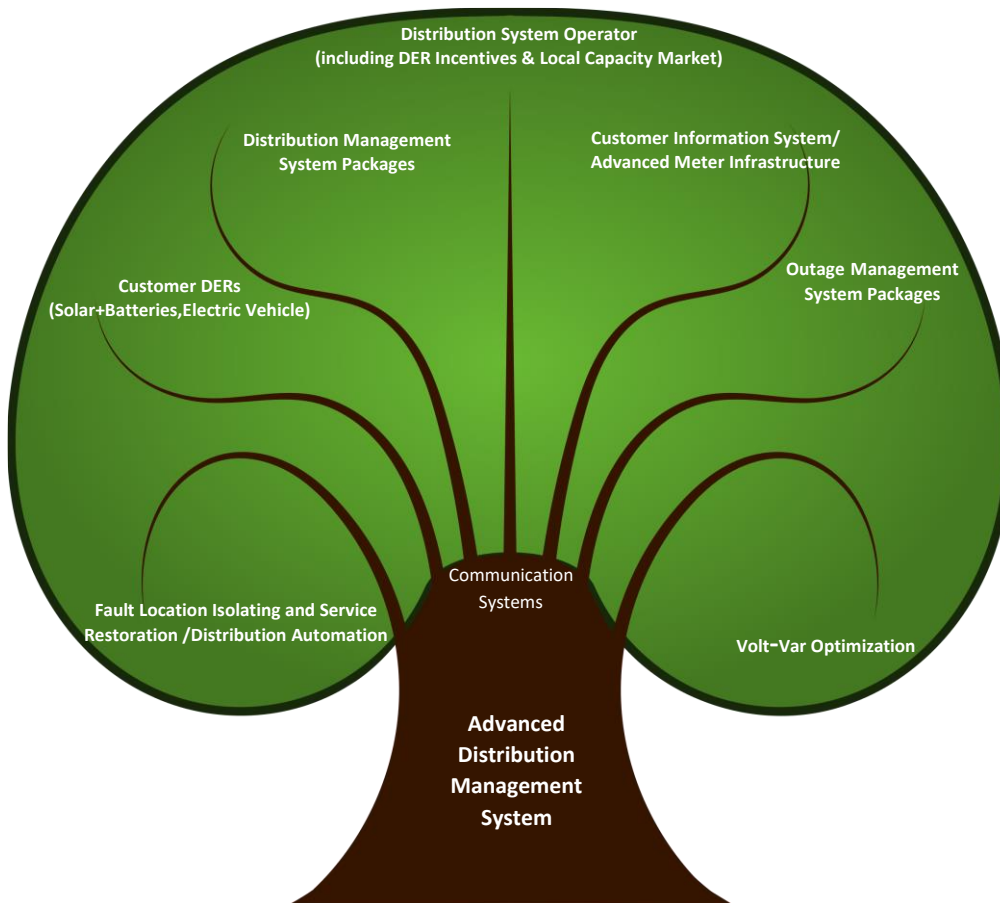 Distribution System Operator
(including DER Incentives & Local Capacity Market)
Distribution Management
System Packages
Customer Information System/
Advanced Meter Infrastructure
Customer DERs
(Solar+Batteries,Electric Vehicle)
Outage Management
System Packages
Communication
Systems
Fault Location Isolating and Service
Restoration /Distribution Automation
Volt-Var Optimization
Advanced
Distribution
Management
System